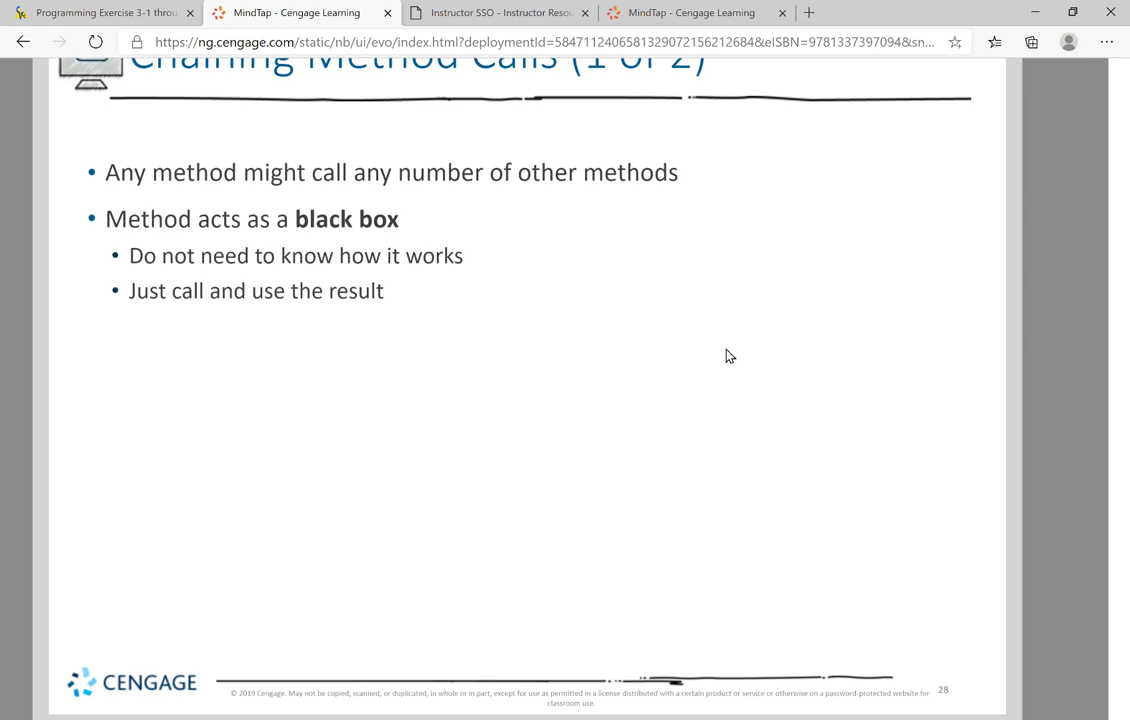 Programming Exercise 3-1 throu
MindTap - Cengage Learning
Instructor SSO - Instructor Resou
MindTap - Cengage Learning
https://ng.cengage.com/static/nb/ui/evo/index.html?deploymentId=5847112406581329072156212684&eISBN=9781337397094&sn...
Chaining Method Calls (1 of 2)
• Any method might call any number of other methods
• Method acts as a black box
• Do not need to know how it works
• Just call and use the result
CENGAGE
© 2019 Cengage. May not be copied, scanned, or duplicated, in whole or in part, except for use as permitted in a license distributed with a certain product or service or otherwise on a password-protected website for
classroom use.
28